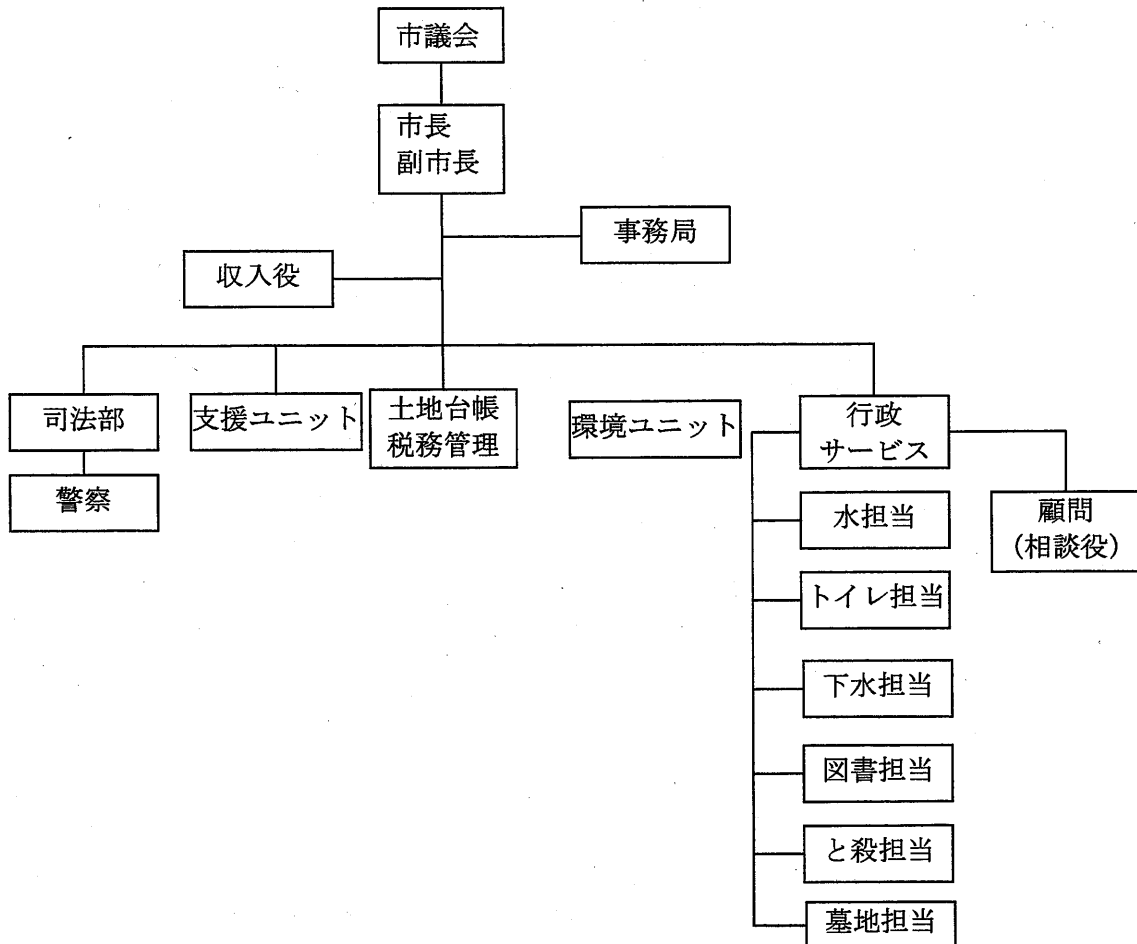 市議会
市長
副市長
事務局
収入役
司法部
支援ユニット
土地台帳
税務管理
環境ユニット
行政
サービス
警察
水担当
顧問
(相談役)
トイレ担当
下水担当
図書担当
と殺担当
墓地担当